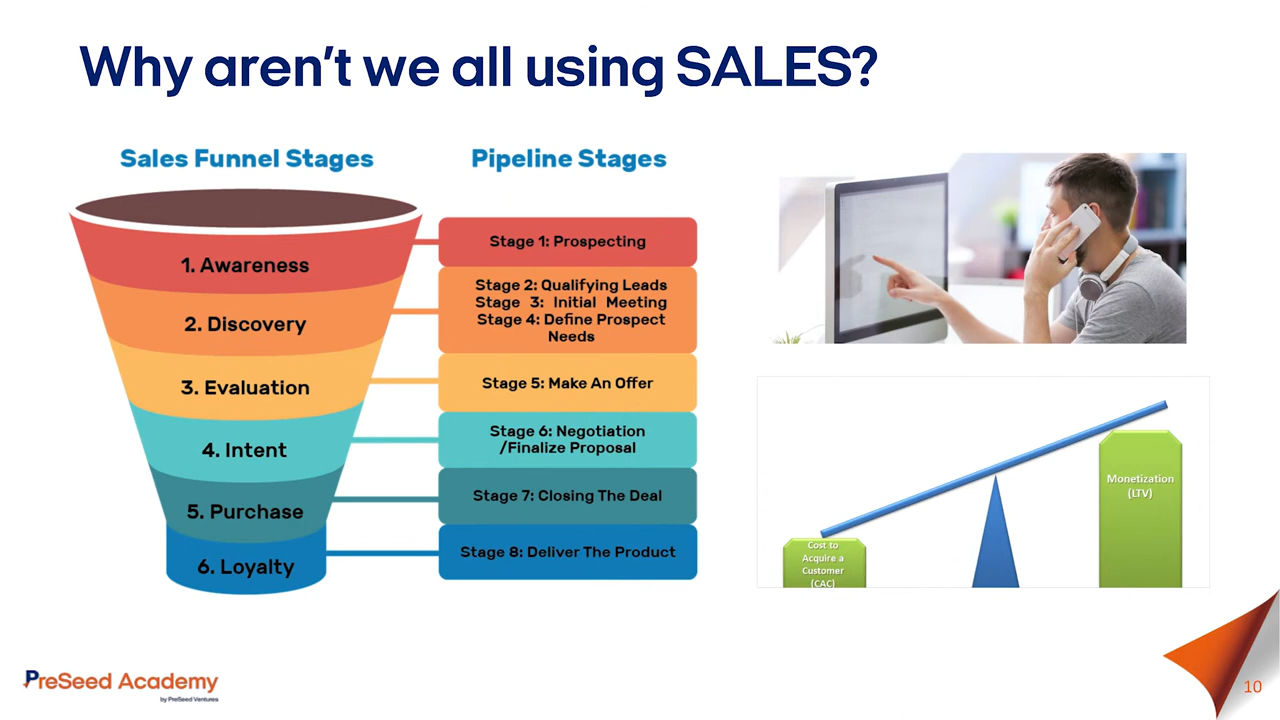 Why aren't we all using SALES?
Sales Funnel Stages
Pipeline Stages
1. Awareness
2. Discovery
3. Evaluation
4. Intent
5. Purchase
6. Loyalty
Stage 1: Prospecting
Stage 2: Qualifying Leads
Stage 3: Initial Meeting
Stage 4: Define Prospect
Needs
Stage 5: Make An Offer
Stage 6: Negotiation
/Finalize Proposal
Stage 7: Closing The Deal
Stage 8: Deliver The Product
Cost to
Acquire a
Customer
(CAC)
Monetization
(LTV)
PreSeed Academy
by PreSeed Ventures
10